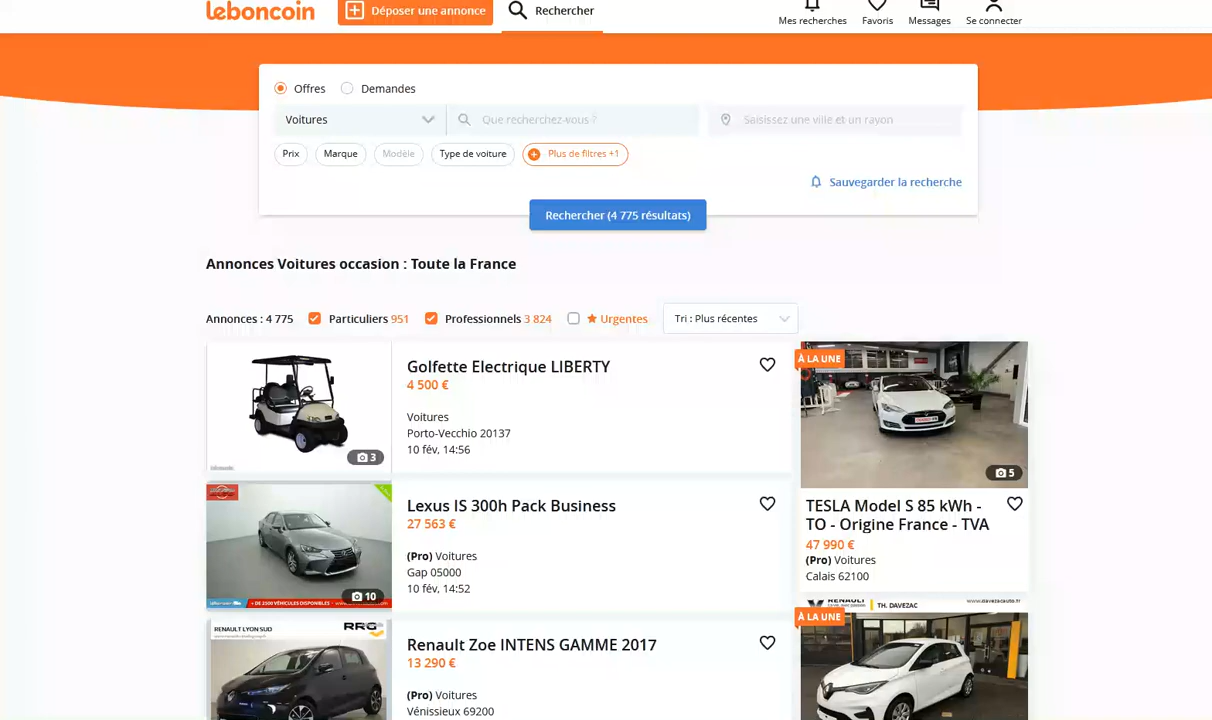 leboncoin
Déposer une annonce
Rechercher
Mes recherches
Favoris
Messages
Se connecter
Offres
Demandes
Voitures
Que recherchez-vous ?
Saisissez une ville et un rayon
Prix
Marque
Modèle
Type de voiture
Plus de filtres +1
Sauvegarder la recherche
Rechercher (4 775 résultats)
Annonces Voitures occasion : Toute la France
Annonces : 4 775
Particuliers 951
Professionnels 3 824
Urgentes
Tri : Plus récentes
Golfette Electrique LIBERTY
4 500 €
Voitures
Porto-Vecchio 20137
10 fév, 14:56
3
Lexus IS 300h Pack Business
27 563 €
(Pro) Voitures
Gap 05000
10 fév, 14:52
10
RENAULT LYON SUD
RRG
Renault Zoe INTENS GAMME 2017
13 290 €
(Pro) Voitures
Vénissieux 69200
À LA UNE
5
TESLA Model S 85 kWh -
TO - Origine France - TVA
47 990 €
(Pro) Voitures
Calais 62100
RENAULT
TH. DAVEZAC
www.davezacauto.fr
À LA UNE